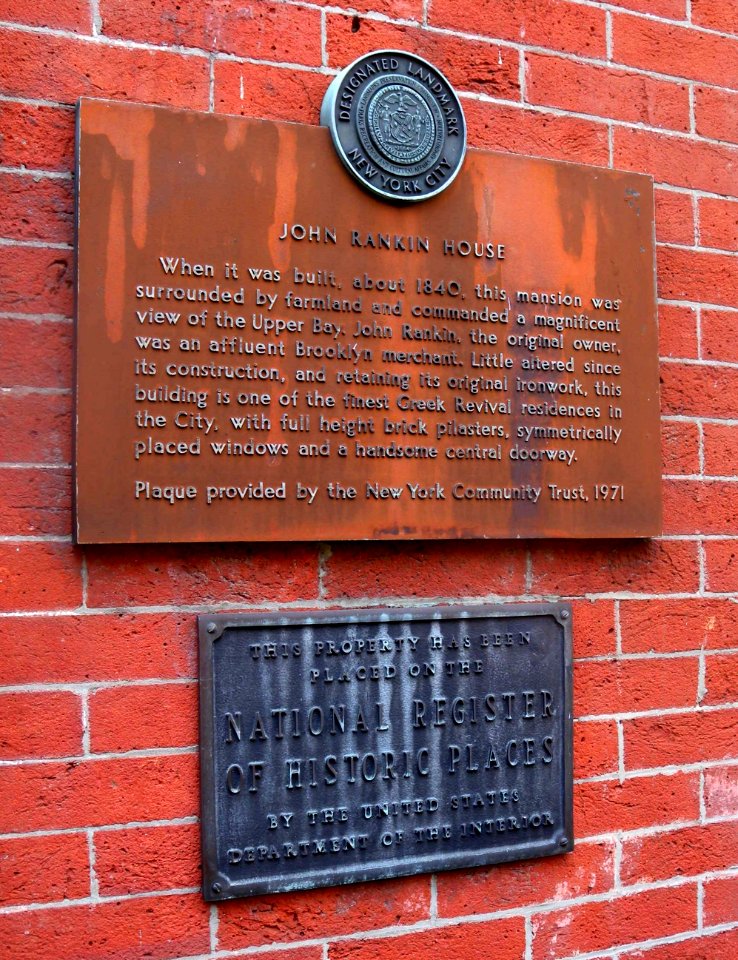 DESIGNATED LANDMARK
NEW YORK CITY
JOHN RANKIN HOUSE
When it was built, about 1840, this mansion was
surrounded by farmland and commanded a magnificent
view of the Upper Bay. John Rankin, the original owner,
was an affluent Brooklyn merchant. Little altered since
its construction, and retaining its original ironwork, this
building is one of the finest Greek Revival residences in
the City, with full height brick pilasters, symmetrically
placed windows and a handsome central doorway.
Plaque provided by the New York Community Trust, 1971
THIS PROPERTY HAS BEEN
PLACED ON THE
NATIONAL REGISTER
OF HISTORIC PLACES
BY THE UNITED STATES
DEPARTMENT OF THE INTERIOR